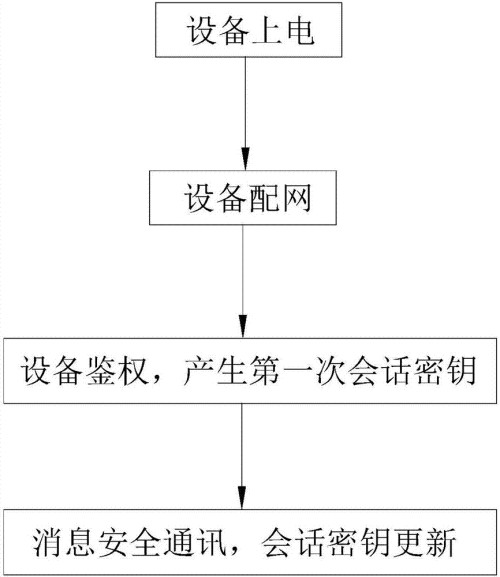 设备上电
设备配网
设备鉴权，产生第一次会话密钥
消息安全通讯，会话密钥更新